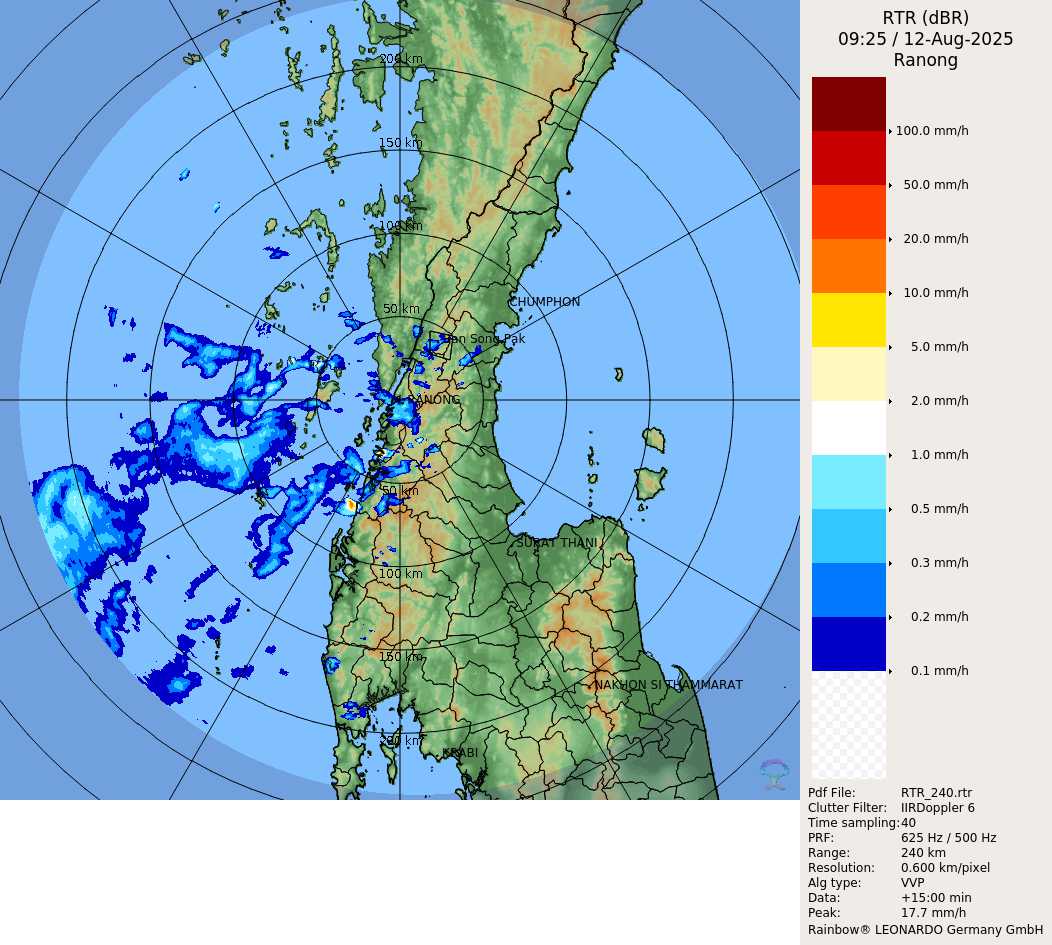 RTR (dBR)
09:25 / 12-Aug-2025
Ranong
200 km
150 km
100 km
50 km
CHUMPHON
Ban Song Pak
RANONG
50 km
SURAT THANI
100 km
150 km
NAKHON SI THAMMARAT
200 km
KRABI
100.0 mm/h
50.0 mm/h
20.0 mm/h
10.0 mm/h
5.0 mm/h
2.0 mm/h
1.0 mm/h
0.5 mm/h
0.3 mm/h
0.2 mm/h
0.1 mm/h
Pdf File: RTR_240.rtr
Clutter Filter: IIRDoppler 6
Time sampling: 40
PRF: 625 Hz / 500 Hz
Range: 240 km
Resolution: 0.600 km/pixel
Alg type: VVP
Data: +15:00 min
Peak: 17.7 mm/h
Rainbow® LEONARDO Germany GmbH